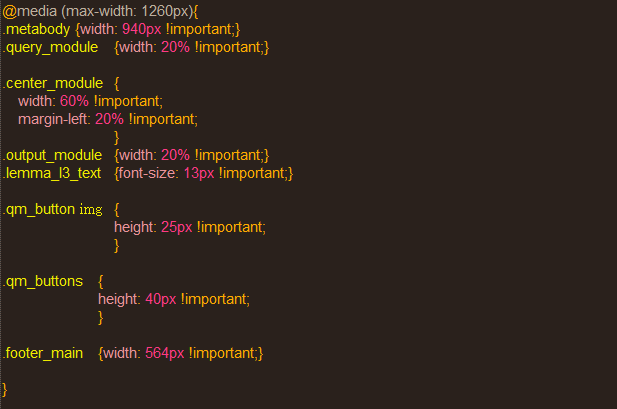 @media (max-width: 1260px){
.metabody {width: 940px !important;}
.query_module {width: 20% !important;}
.center_module {
width: 60% !important;
margin-left: 20% !important;
}
.output_module {width: 20% !important;}
.lemma_l3_text {font-size: 13px !important;}
.qm_button img {
height: 25px !important;
}
.qm_buttons {
height: 40px !important;
}
.footer_main {width: 564px !important;}
}